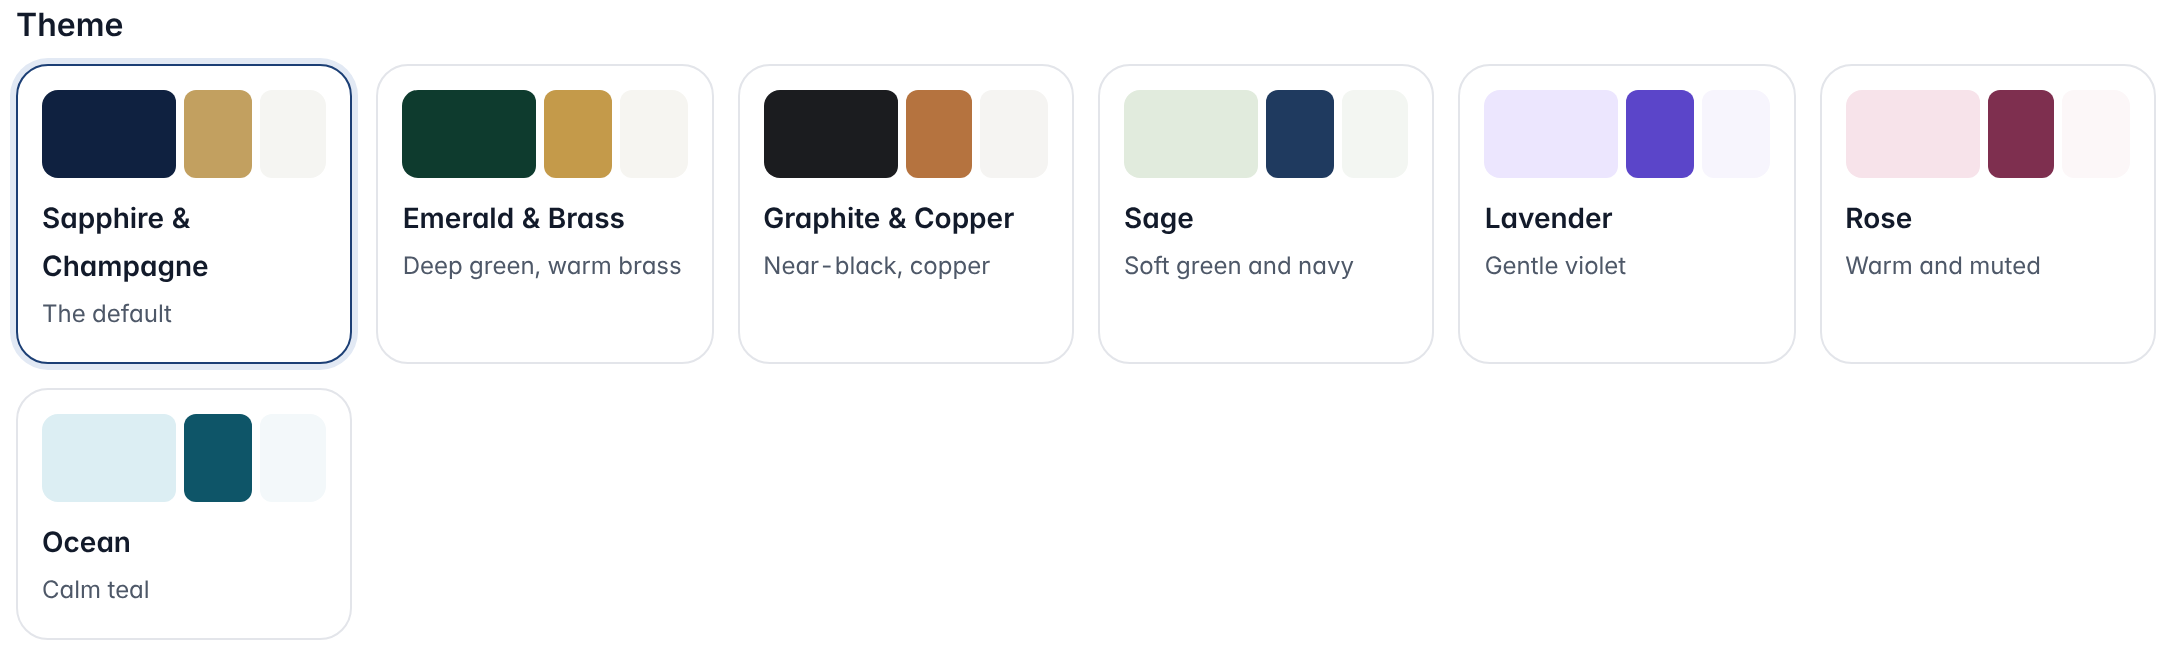 Theme
Sapphire &
Champagne
The default
Emerald & Brass
Deep green, warm brass
Graphite & Copper
Near-black, copper
Sage
Soft green and navy
Lavender
Gentle violet
Rose
Warm and muted
Ocean
Calm teal